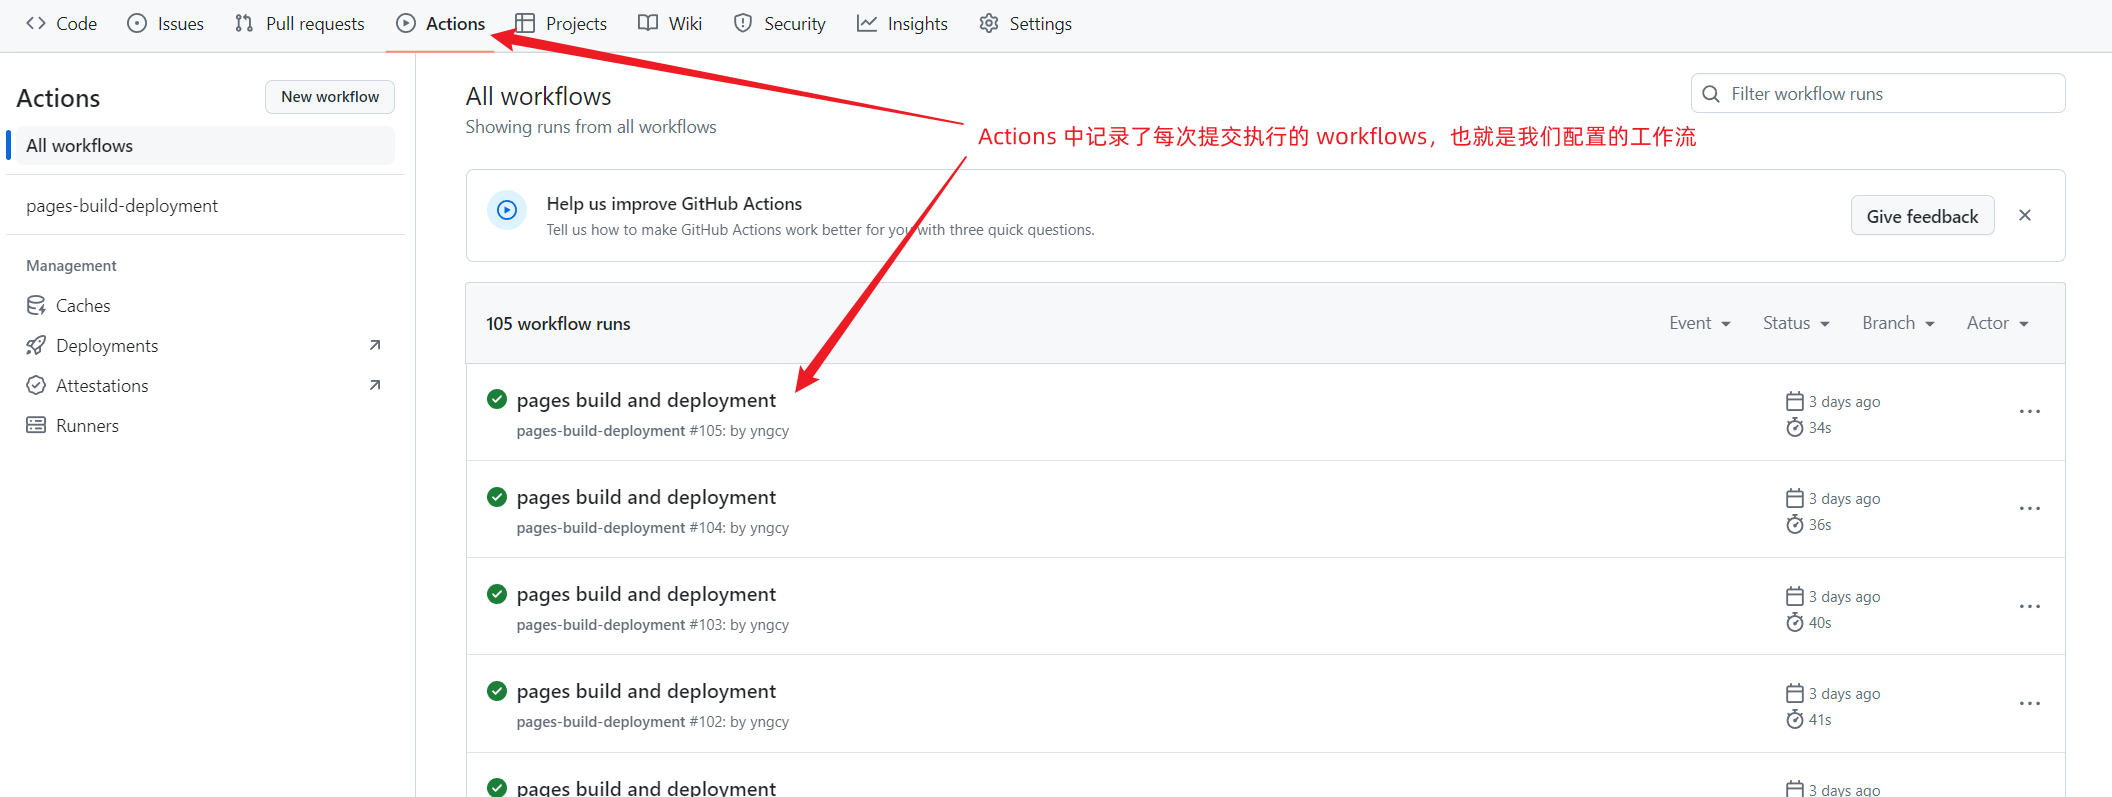 Code Issues Pull requests Actions Projects Wiki Security Insights Settings
Actions
New workflow
All workflows
pages-build-deployment
Management
Caches
Deployments
Attestations
Runners
All workflows
Showing runs from all workflows
Filter workflow runs
Actions 中记录了每次提交执行的 workflows，也就是我们配置的工作流
Help us improve GitHub Actions
Tell us how to make GitHub Actions work better for you with three quick questions.
Give feedback
105 workflow runs
Event Status Branch Actor
pages build and deployment
pages-build-deployment #105: by yngcy
3 days ago
34s
pages build and deployment
pages-build-deployment #104: by yngcy
3 days ago
36s
pages build and deployment
pages-build-deployment #103: by yngcy
3 days ago
40s
pages build and deployment
pages-build-deployment #102: by yngcy
3 days ago
41s
pages build and deployment
3 days ago